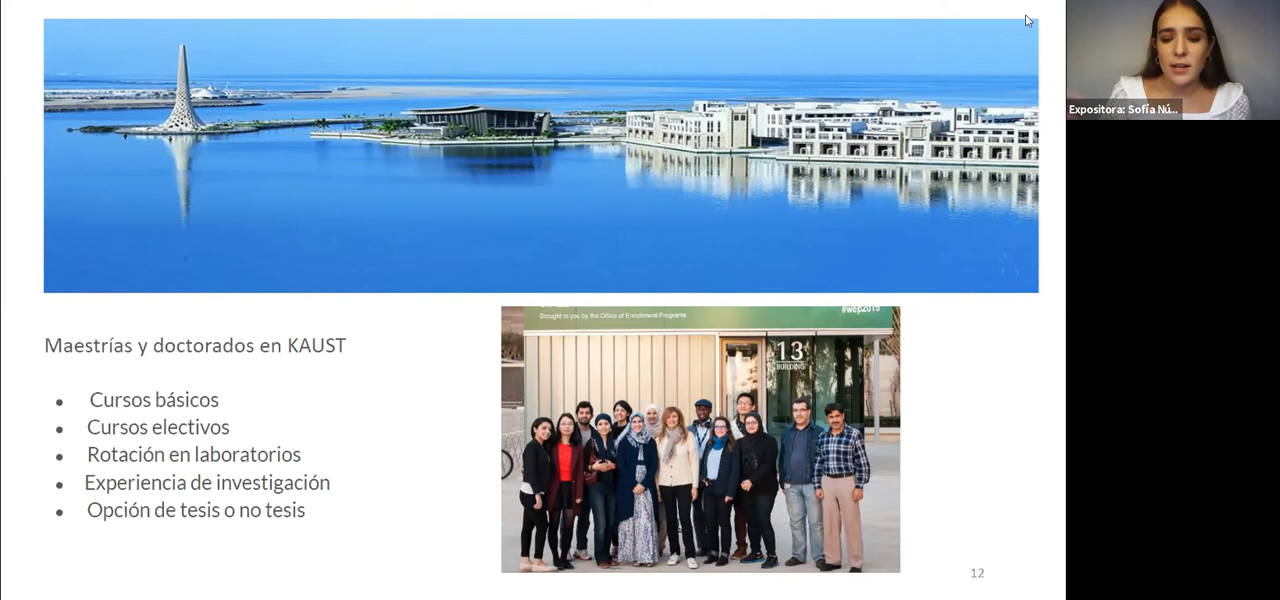 Expositora: Sofía Nú...
Brought to you by the Office of Enrichment Programs
#wep2015
13
BUILDING
Maestrías y doctorados en KAUST
• Cursos básicos
• Cursos electivos
• Rotación en laboratorios
• Experiencia de investigación
• Opción de tesis o no tesis
12